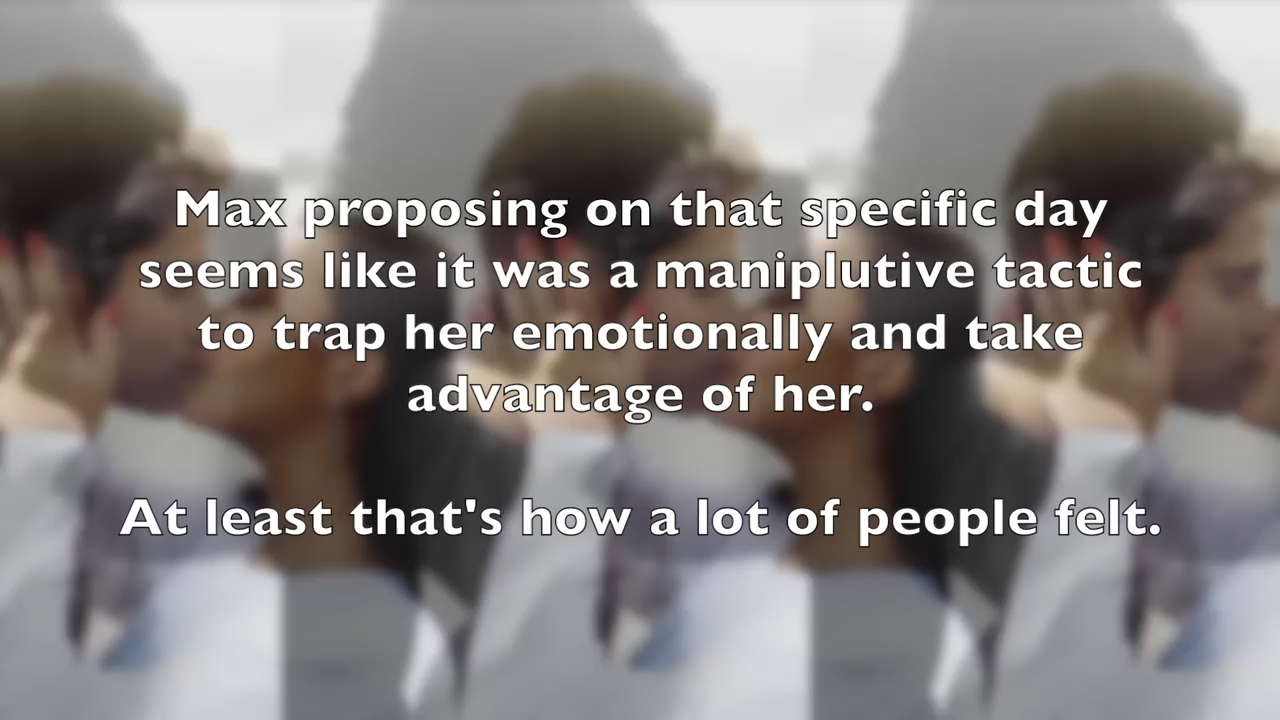 Max proposing on that specific day
seems like it was a maniplutive tactic
to trap her emotionally and take
advantage of her.
At least that's how a lot of people felt.